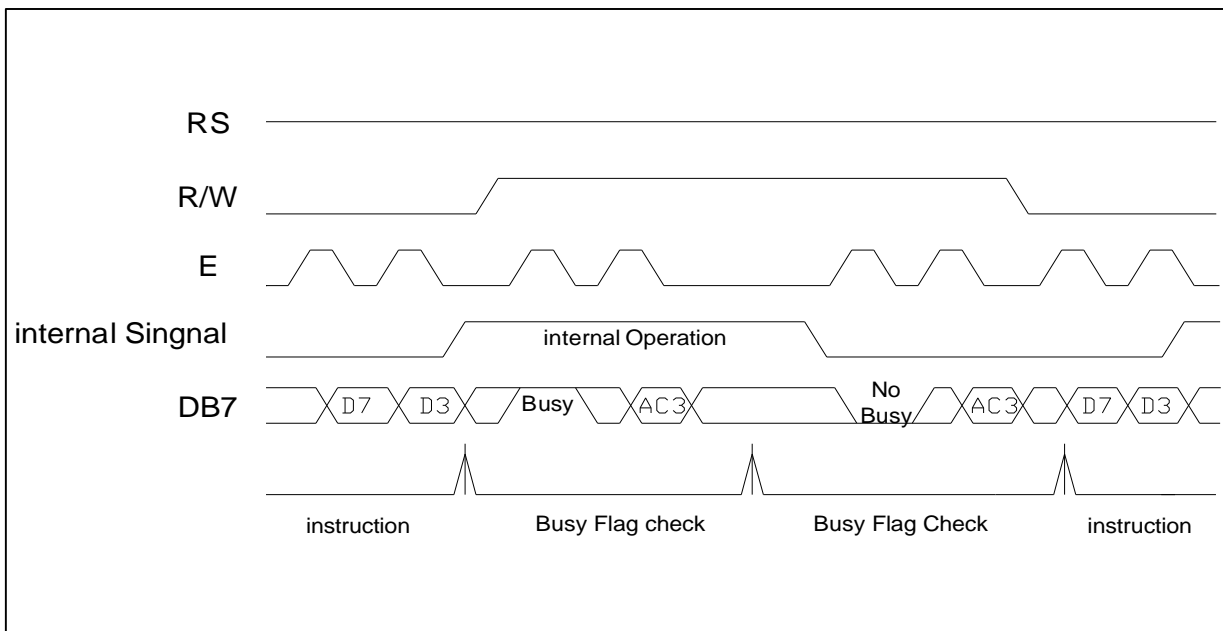 RS
R/W
E
internal Singnal
internal Operation
DB7
D7 D3 Busy AC3 No Busy AC3 D7 D3
instruction Busy Flag check Busy Flag Check instruction